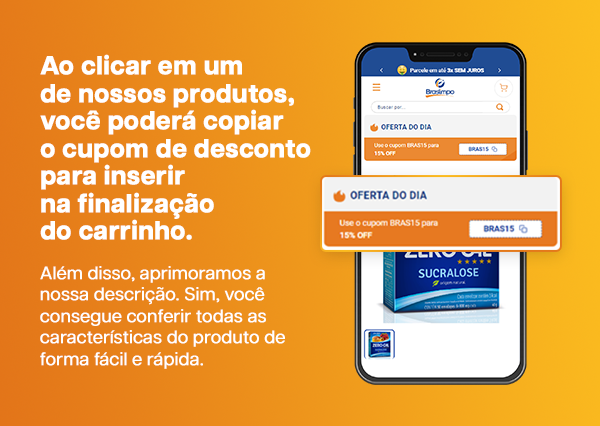 Ao clicar em um
de nossos produtos,
você poderá copiar
o cupom de desconto
para inserir
na finalização
do carrinho.
Além disso, aprimoramos a
nossa descrição. Sim, você
consegue conferir todas as
características do produto de
forma fácil e rápida.
Parcele em até 3x SEM JUROS
Braslimpo
Buscar por...
OFERTA DO DIA
Use o cupom BRAS15 para
15% OFF
BRAS15
OFERTA DO DIA
Use o cupom BRAS15 para
15% OFF
BRAS15
ZERO CAL
SUCRALOSE